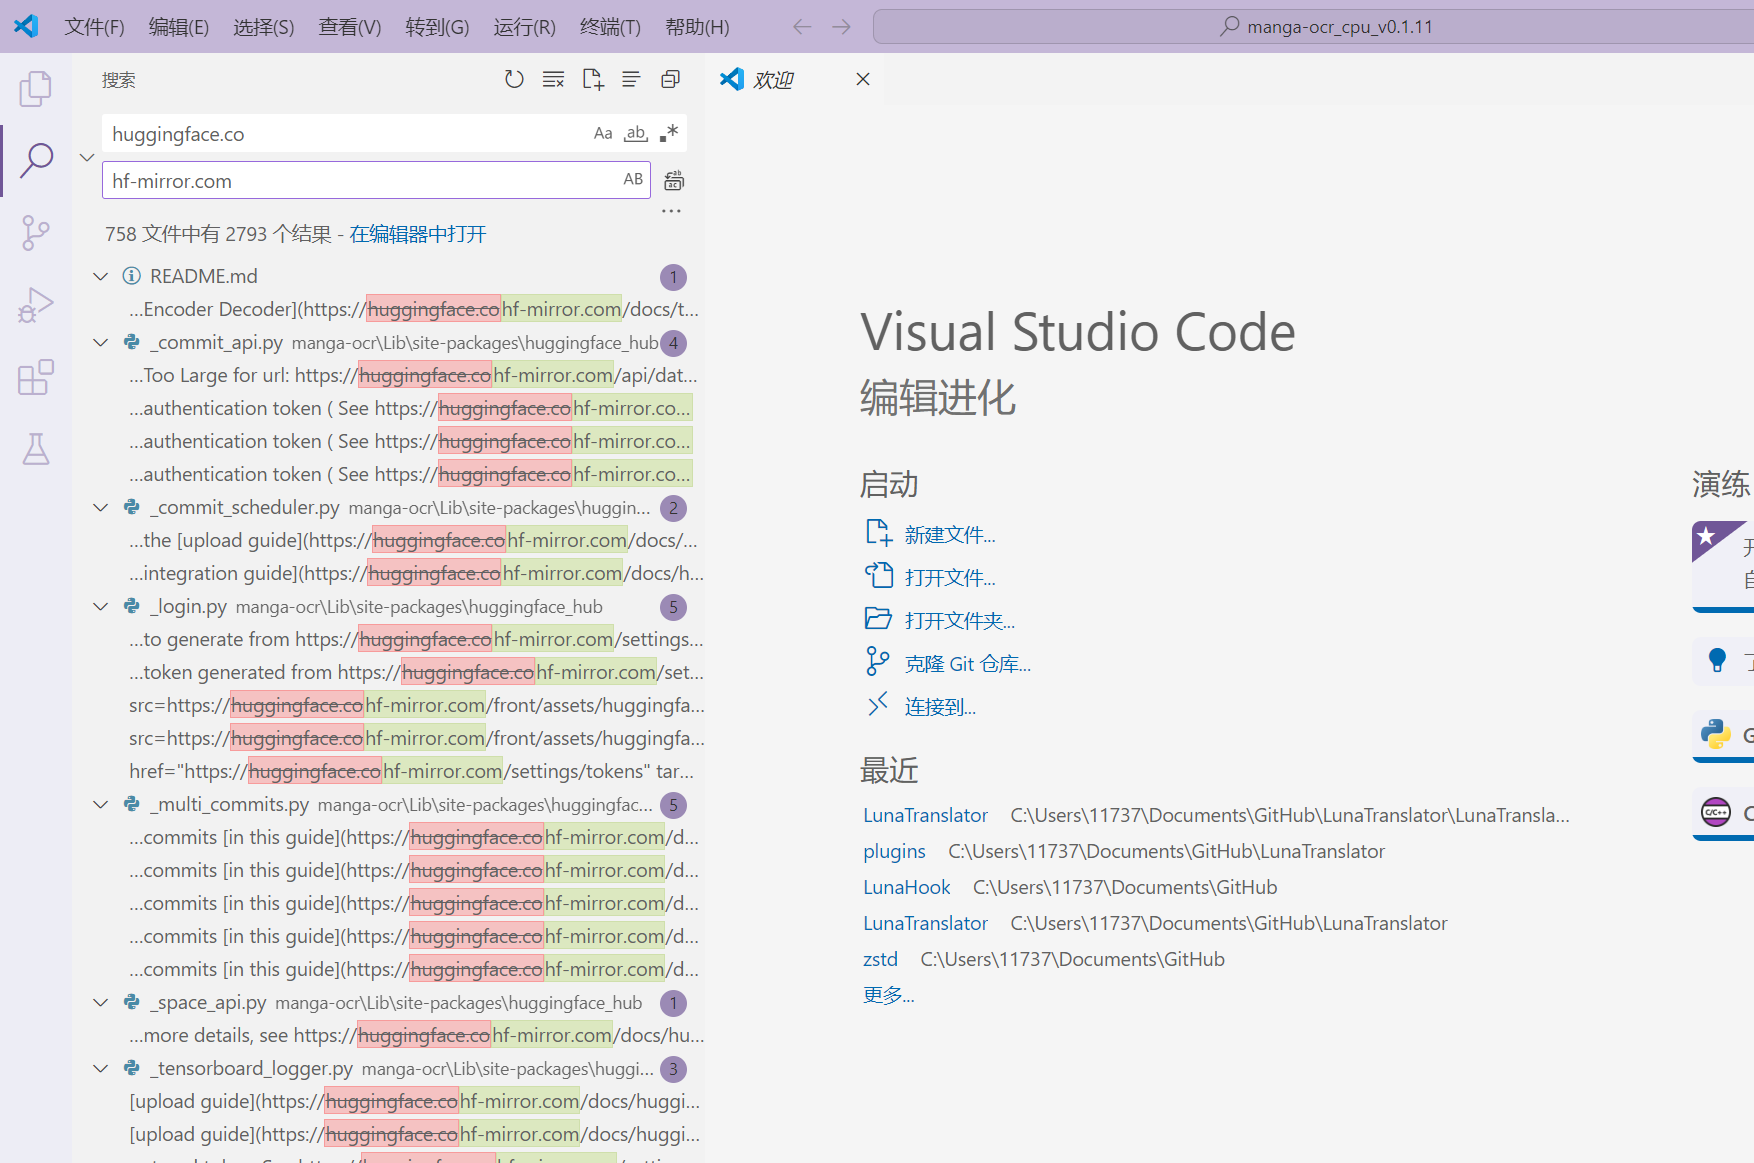 文件(F) 编辑(E) 选择(S) 查看(V) 转到(G) 运行(R) 终端(T) 帮助(H) manga-ocr_cpu_v0.1.11
搜索
huggingface.co Aa ab .*
hf-mirror.com AB
758 文件中有 2793 个结果 - 在编辑器中打开
README.md 1
...Encoder Decoder](https://huggingface.cohf-mirror.com/docs/t...
_commit_api.py manga-ocr\Lib\site-packages\huggingface_hub 4
...Too Large for url: https://huggingface.cohf-mirror.com/api/dat...
...authentication token ( See https://huggingface.cohf-mirror.co...
...authentication token ( See https://huggingface.cohf-mirror.co...
...authentication token ( See https://huggingface.cohf-mirror.co...
_commit_scheduler.py manga-ocr\Lib\site-packages\huggin... 2
...the [upload guide](https://huggingface.cohf-mirror.com/docs/...
...integration guide](https://huggingface.cohf-mirror.com/docs/h...
_login.py manga-ocr\Lib\site-packages\huggingface_hub 5
...to generate from https://huggingface.cohf-mirror.com/settings...
...token generated from https://huggingface.cohf-mirror.com/set...
src=https://huggingface.cohf-mirror.com/front/assets/huggingfa...
src=https://huggingface.cohf-mirror.com/front/assets/huggingfa...
href="https://huggingface.cohf-mirror.com/settings/tokens" tar...
_multi_commits.py manga-ocr\Lib\site-packages\huggingfac... 5
...commits [in this guide](https://huggingface.cohf-mirror.com/d...
...commits [in this guide](https://huggingface.cohf-mirror.com/d...
...commits [in this guide](https://huggingface.cohf-mirror.com/d...
...commits [in this guide](https://huggingface.cohf-mirror.com/d...
...commits [in this guide](https://huggingface.cohf-mirror.com/d...
_space_api.py manga-ocr\Lib\site-packages\huggingface_hub 1
...more details, see https://huggingface.cohf-mirror.com/docs/hu...
_tensorboard_logger.py manga-ocr\Lib\site-packages\huggi... 3
[upload guide](https://huggingface.cohf-mirror.com/docs/huggi...
[upload guide](https://huggingface.cohf-mirror.com/docs/huggi...
欢迎
Visual Studio Code
编辑进化
启动
新建文件...
打开文件...
打开文件夹...
克隆 Git 仓库...
连接到...
最近
LunaTranslator C:\Users\11737\Documents\GitHub\LunaTranslator\LunaTransla...
plugins C:\Users\11737\Documents\GitHub\LunaTranslator
LunaHook C:\Users\11737\Documents\GitHub
LunaTranslator C:\Users\11737\Documents\GitHub\LunaTranslator
zstd C:\Users\11737\Documents\GitHub
更多...
演练
C/C++